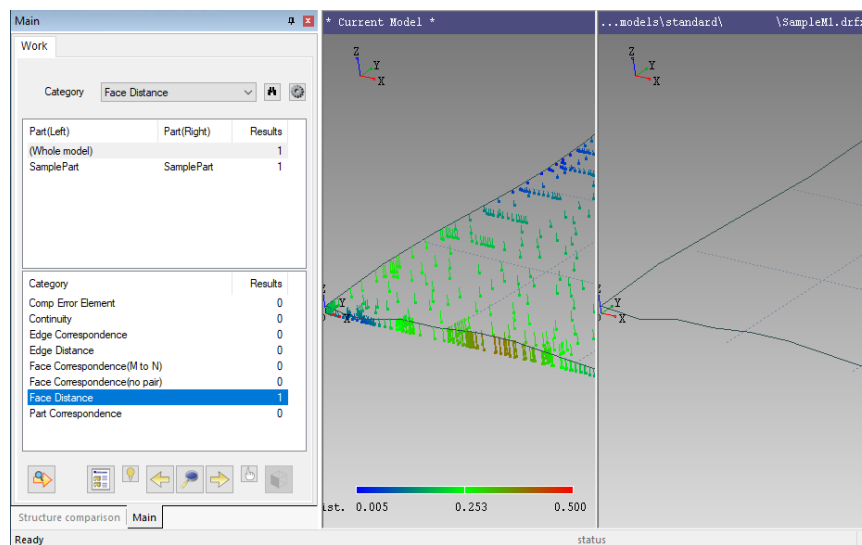 Main
Work
Category Face Distance
Part(Left) Part(Right) Results
(Whole model) 1
SamplePart SamplePart 1
Category Results
Comp Error Element 0
Continuity 0
Edge Correspondence 0
Edge Distance 0
Face Correspondence(M to N) 0
Face Correspondence(no pair) 0
Face Distance 1
Part Correspondence 0
Structure comparison Main
Ready
* Current Model *
Z
Y
X
Y
X
ist. 0.005 0.253 0.500
...models\standard\ \SampleM1.drfx
Z
Y
X
Y
X
status